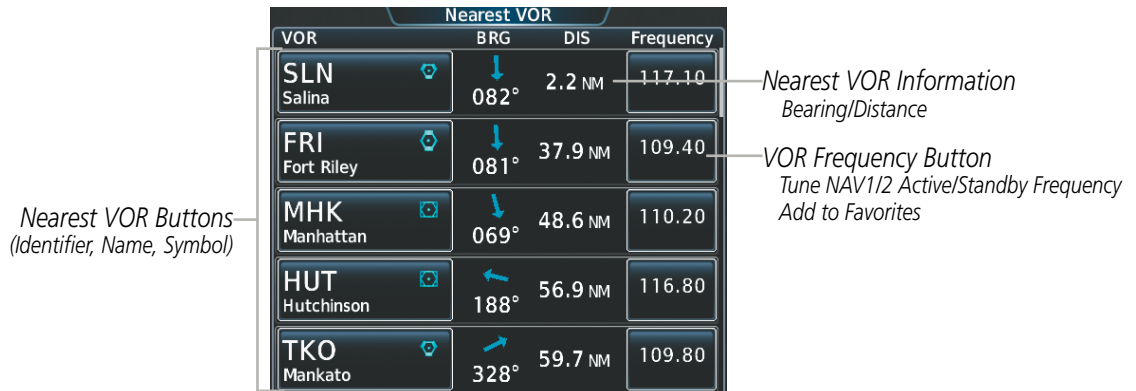 Nearest VOR
VOR BRG DIS Frequency
SLN
Salina
082°
2.2 NM
117.10
FRI
Fort Riley
081°
37.9 NM
109.40
MHK
Manhattan
069°
48.6 NM
110.20
HUT
Hutchinson
188°
56.9 NM
116.80
TKO
Mankato
328°
59.7 NM
109.80
Nearest VOR Buttons
(Identifier, Name, Symbol)
Nearest VOR Information
Bearing/Distance
VOR Frequency Button
Tune NAV1/2 Active/Standby Frequency
Add to Favorites